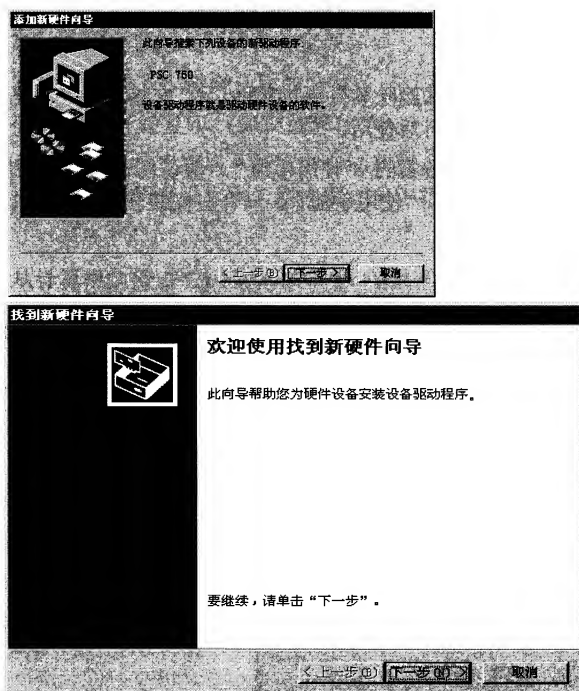 添加新硬件向导
此向导搜索下列设备的新驱动程序:
PSC 750
设备驱动程序就是驱动硬件设备的软件。
< 上一步(B) 下一步 > 取消
找到新硬件向导
欢迎使用找到新硬件向导
此向导帮助您为硬件设备安装设备驱动程序。
要继续，请单击“下一步”。
< 上一步(B) 下一步(N) > 取消